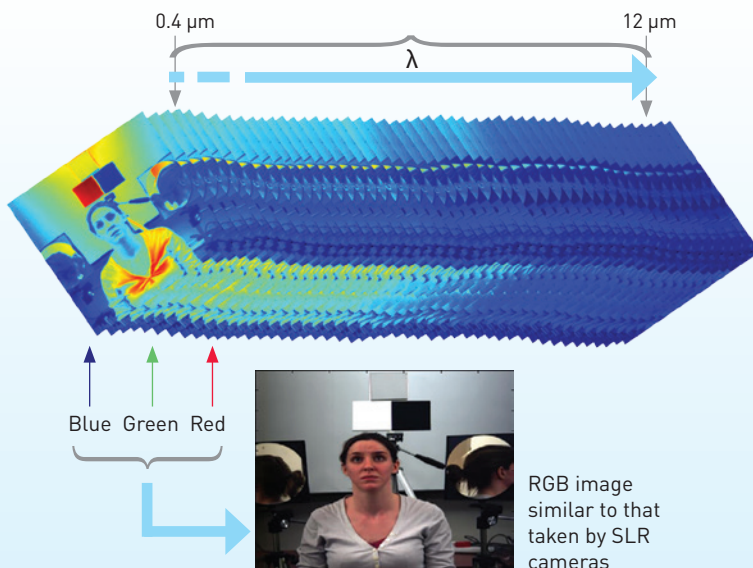 0.4 µm
12 µm
λ
Blue Green Red
RGB image
similar to that
taken by SLR
cameras